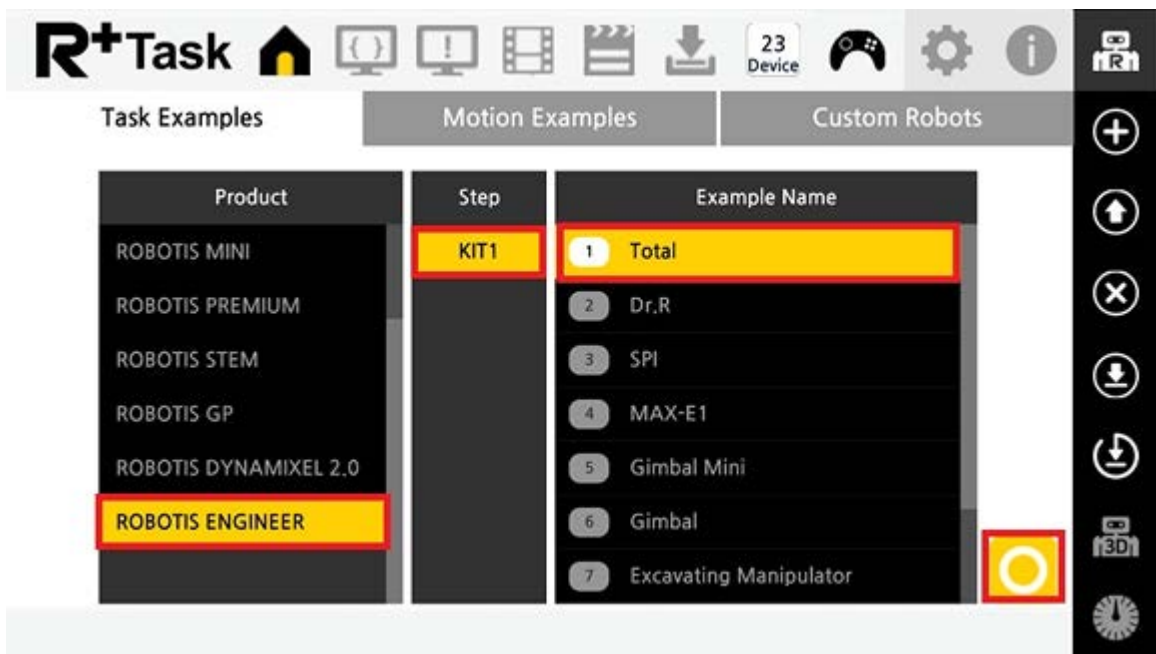 R+Task
{ }
!
23
Device
i
R
Task Examples
Motion Examples
Custom Robots
Product
Step
Example Name
ROBOTIS MINI
KIT1
1 Total
ROBOTIS PREMIUM
2 Dr.R
ROBOTIS STEM
3 SPI
ROBOTIS GP
4 MAX-E1
ROBOTIS DYNAMIXEL 2.0
5 Gimbal Mini
ROBOTIS ENGINEER
6 Gimbal
7 Excavating Manipulator
3D